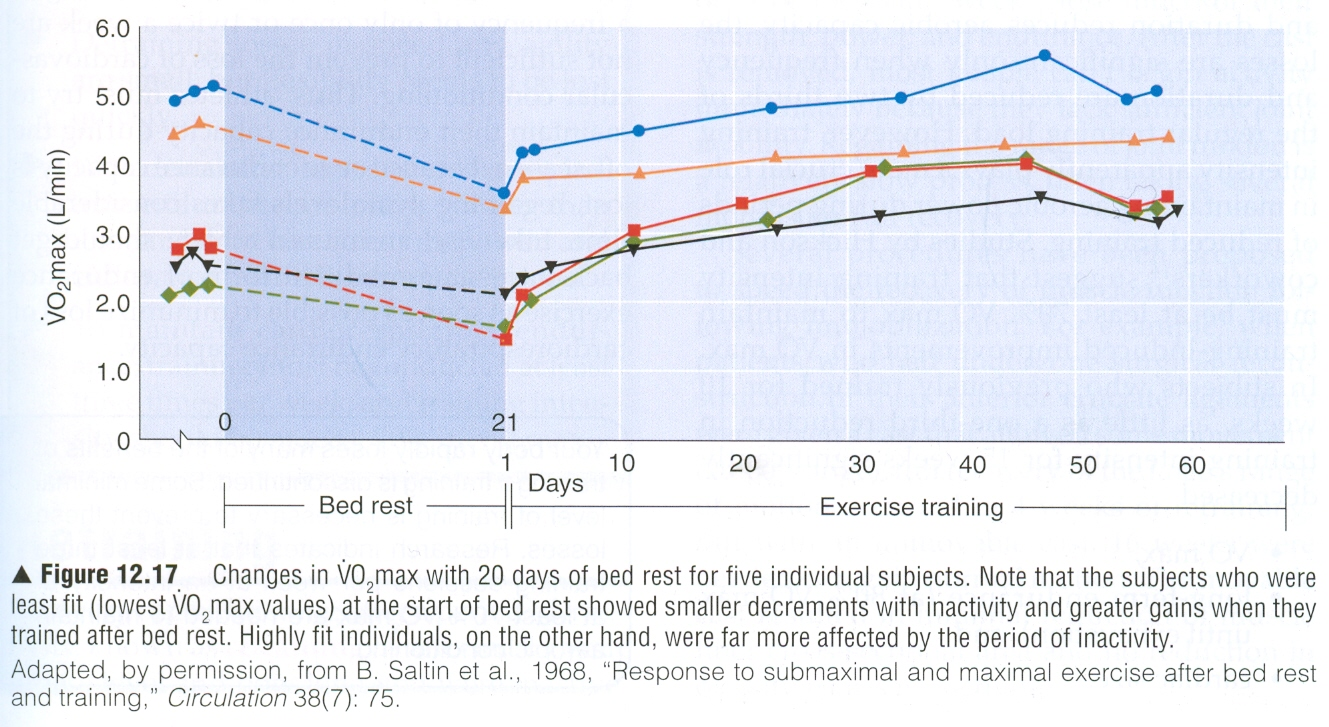 6.0
5.0
4.0
3.0
2.0
1.0
0
V̇O₂max (L/min)
0
21
1
10
20
30
40
50
60
Days
Bed rest
Exercise training
▲ Figure 12.17 Changes in V̇O₂max with 20 days of bed rest for five individual subjects. Note that the subjects who were
least fit (lowest V̇O₂max values) at the start of bed rest showed smaller decrements with inactivity and greater gains when they
trained after bed rest. Highly fit individuals, on the other hand, were far more affected by the period of inactivity.
Adapted, by permission, from B. Saltin et al., 1968, “Response to submaximal and maximal exercise after bed rest
and training,” Circulation 38(7): 75.